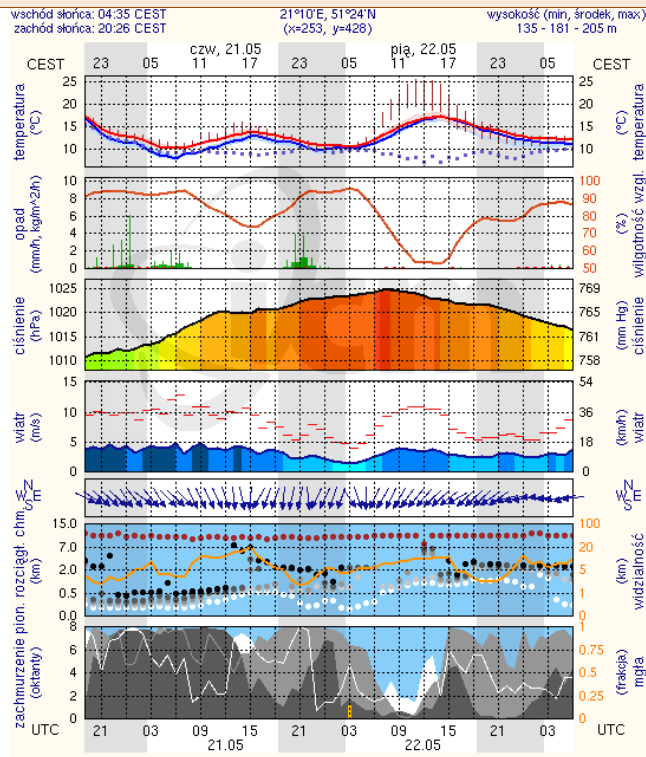 wschód słońca: 04:35 CEST 21°10'E, 51°24'N wysokość (min, środek, max)
zachód słońca: 20:26 CEST (x=253, y=428) 135 - 181 - 205 m
czw, 21.05 pią, 22.05
CEST 23 05 11 17 23 05 11 17 23 05 CEST
temperatura
(°C)
25
20
15
10
25
20
15
10
(°C)
temperatura
opad
(mm/h, kg/m^2/h)
10
8
6
4
2
0
100
90
80
70
60
50
(%)
wilgotność wzgl.
ciśnienie
(hPa)
1025
1020
1015
1010
769
765
761
758
(mm Hg)
ciśnienie
wiatr
(m/s)
15
10
5
0
54
36
18
0
(km/h)
wiatr
N
W E
S
N
W E
S
pion. rozciągł. chm.
(km)
15.0
7.0
2.0
0.5
0.0
100
20
5
1
0
(km)
widzialność
zachmurzenie
(oktanty)
8
6
4
2
0
1
0.75
0.5
0.25
0
(frakcja)
mgła
UTC 21 03 09 15 21 03 09 15 21 03 UTC
21.05 22.05
icm